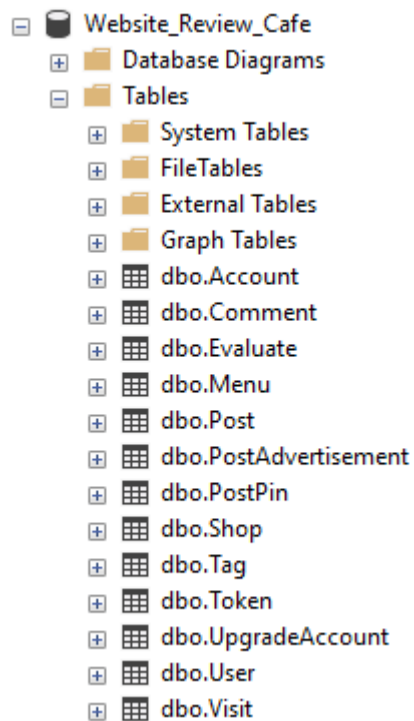 Website_Review_Cafe
Database Diagrams
Tables
System Tables
FileTables
External Tables
Graph Tables
dbo.Account
dbo.Comment
dbo.Evaluate
dbo.Menu
dbo.Post
dbo.PostAdvertisement
dbo.PostPin
dbo.Shop
dbo.Tag
dbo.Token
dbo.UpgradeAccount
dbo.User
dbo.Visit